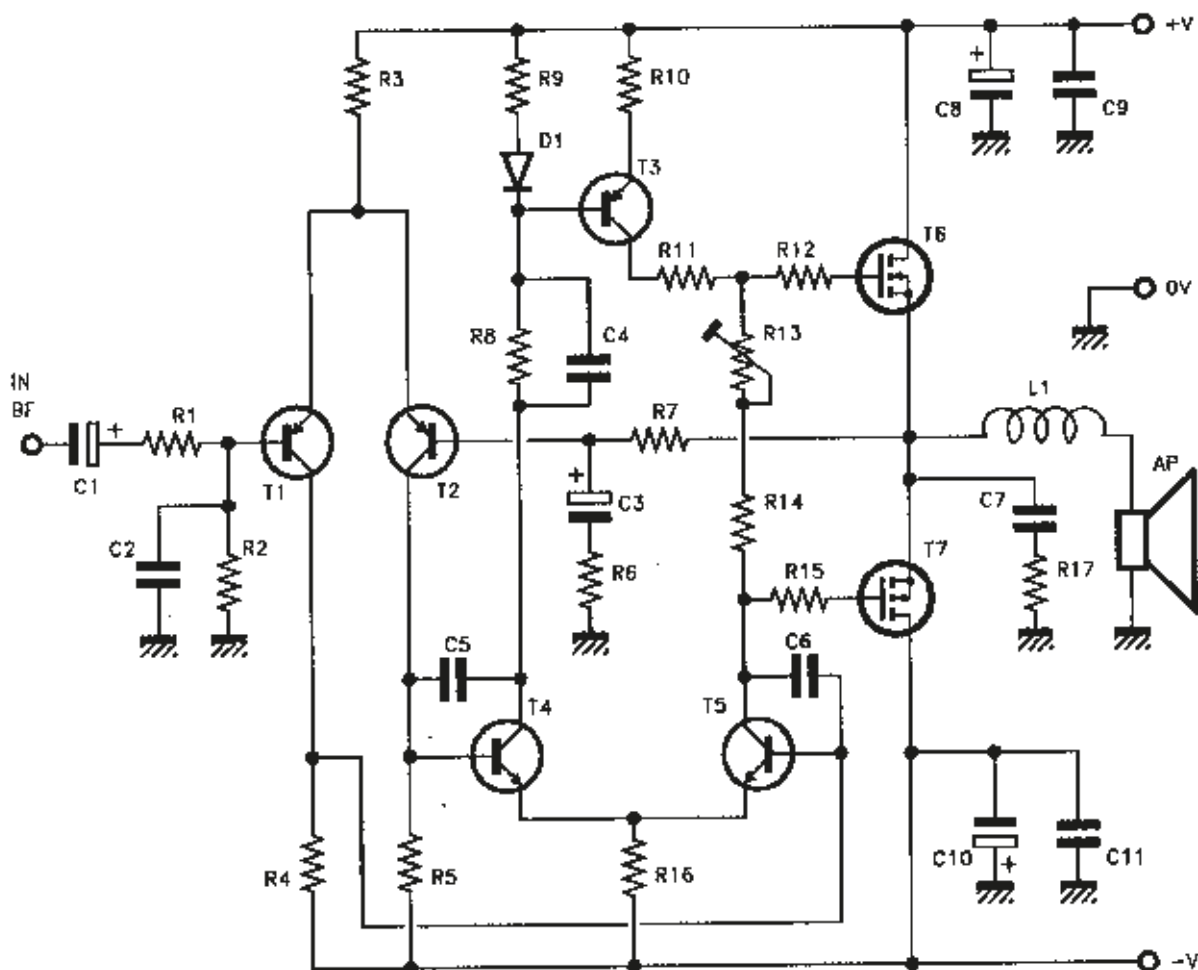 +V
R3
R9
R10
C8
+
C9
D1
T3
T6
R11
R12
0V
R8
C4
R13
L1
IN
BF
+
R1
R7
AP
C1
T1
T2
+
C3
R14
C7
C2
R2
R6
R15
T7
R17
C5
C6
T4
T5
R4
R5
R16
C10
+
C11
-V